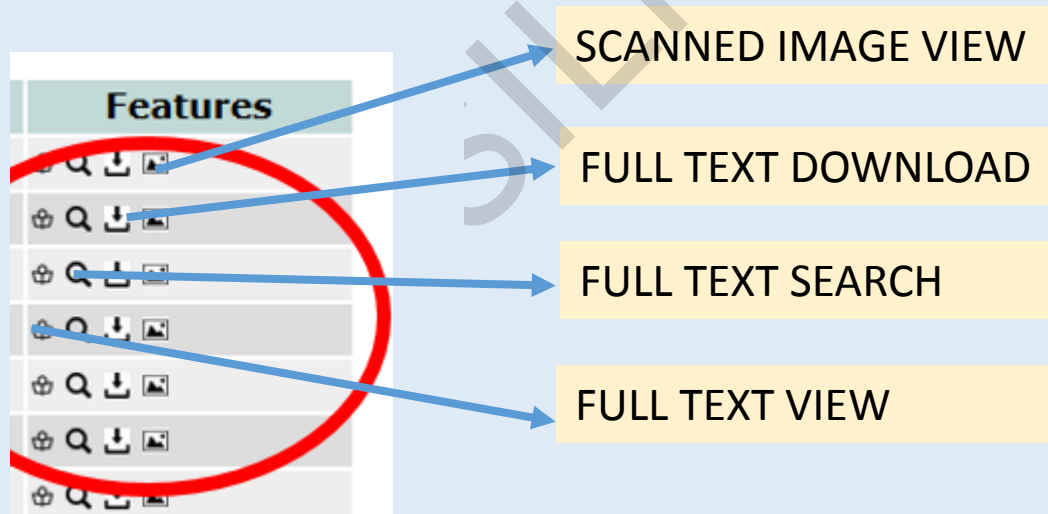 SCANNED IMAGE VIEW
Features
FULL TEXT DOWNLOAD
FULL TEXT SEARCH
FULL TEXT VIEW